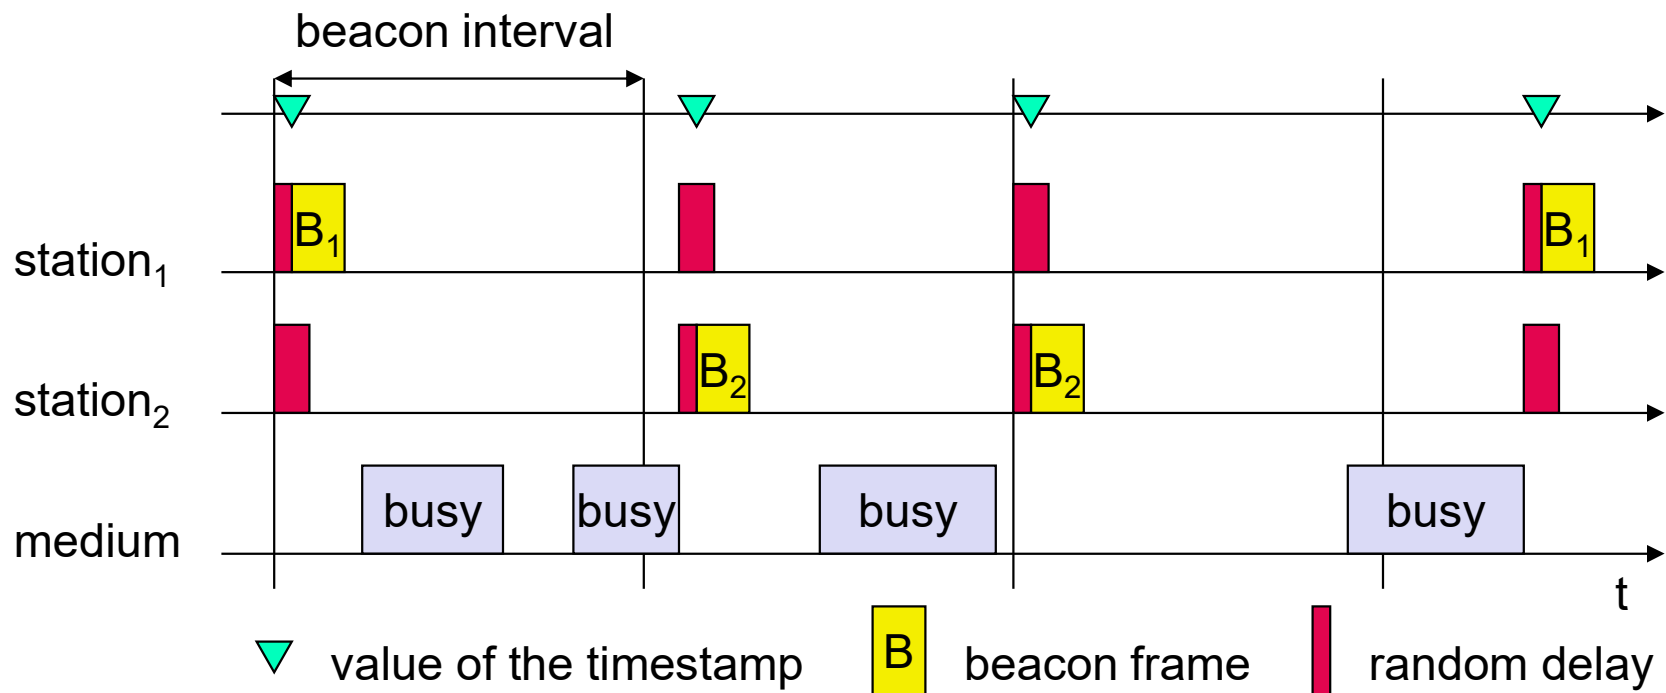 beacon interval
B₁ B₁
station₁
B₂ B₂
station₂
busy busy busy busy
medium
t
value of the timestamp B beacon frame random delay